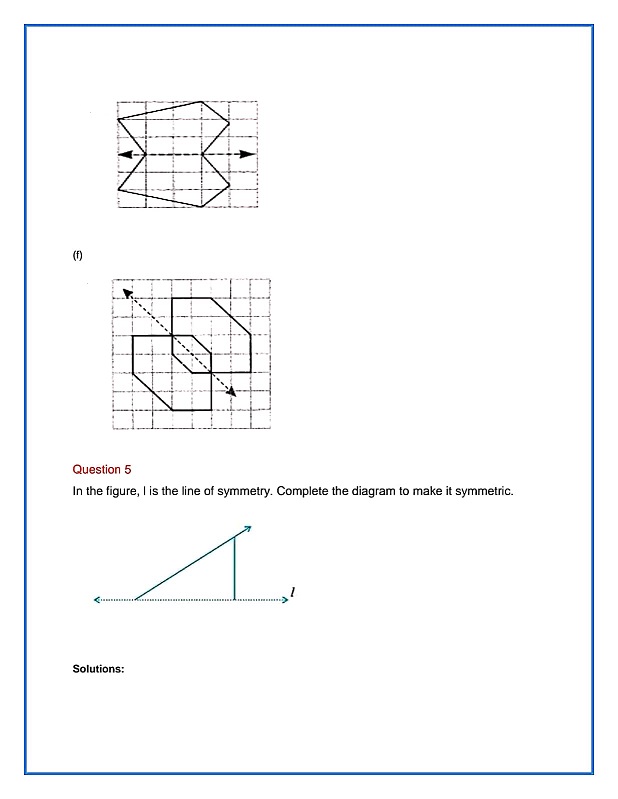 (f)
Question 5
In the figure, l is the line of symmetry. Complete the diagram to make it symmetric.
l
Solutions: